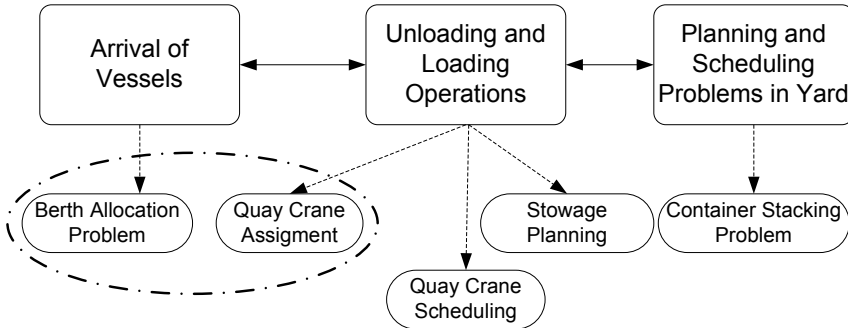 Arrival of
Vessels
Unloading and
Loading
Operations
Planning and
Scheduling
Problems in Yard
Berth Allocation
Problem
Quay Crane
Assigment
Stowage
Planning
Container Stacking
Problem
Quay Crane
Scheduling